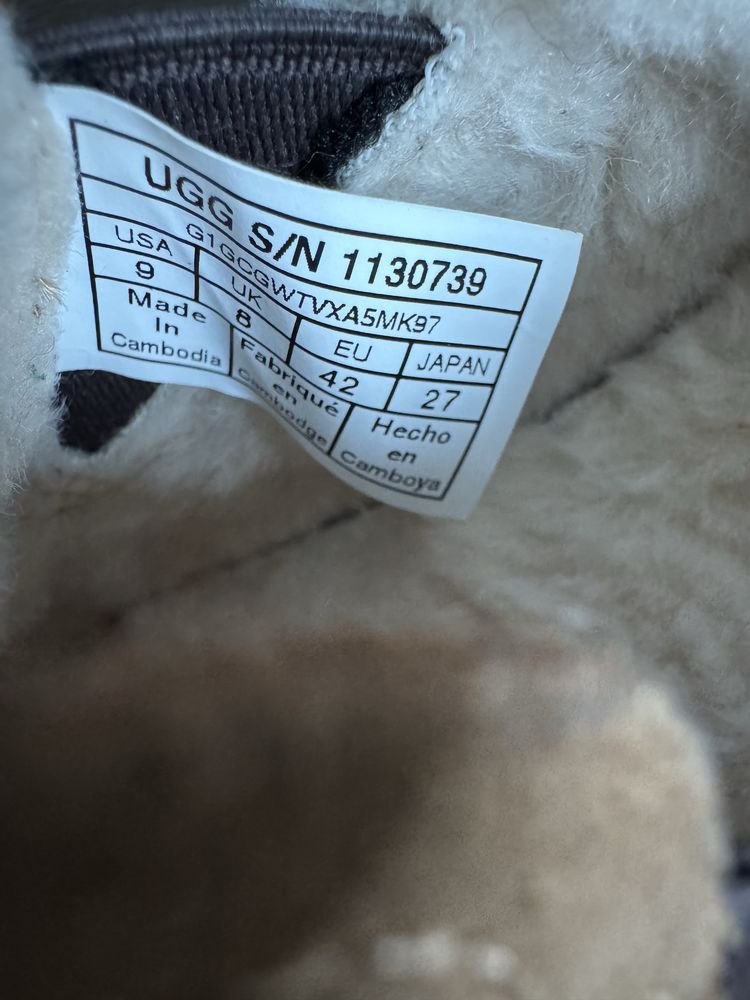 UGG S/N 1130739
G1GCGWTVXA5MK97
USA UK EU JAPAN
9 8 42 27
Made
In
Cambodia
Fabriqué
en
Cambodge
Hecho
en
Camboya